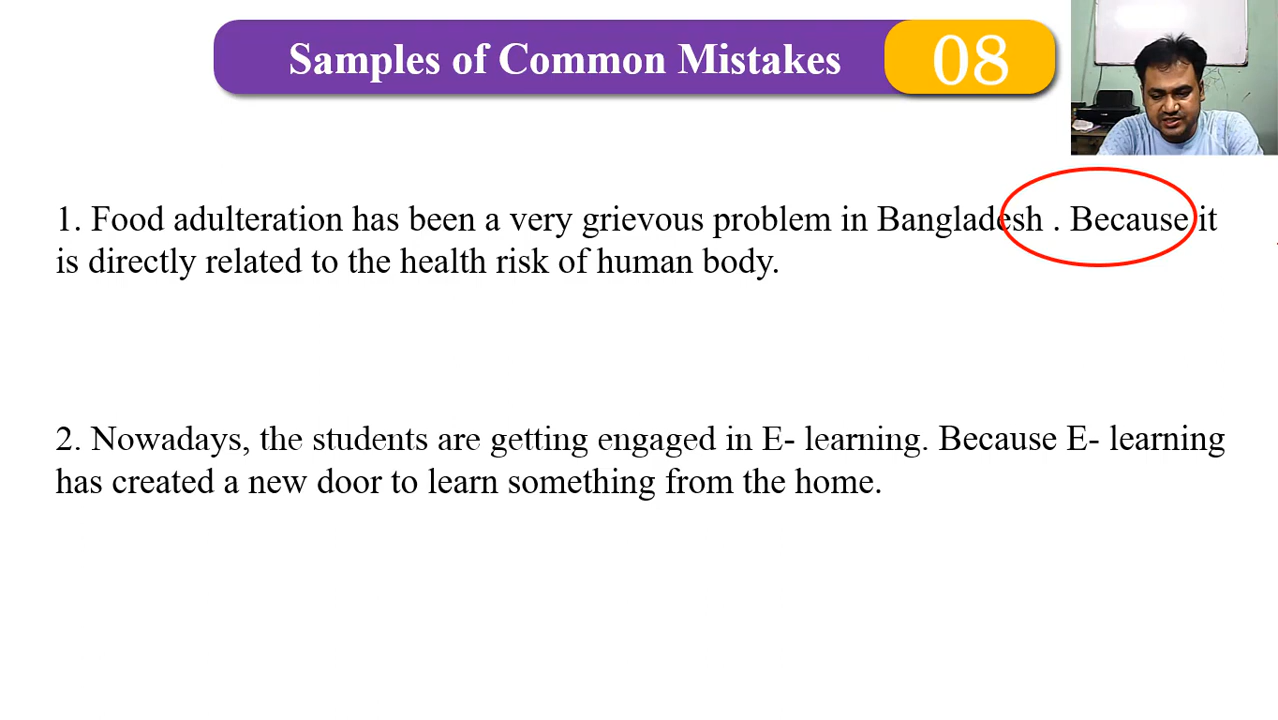 Samples of Common Mistakes
08
1. Food adulteration has been a very grievous problem in Bangladesh . Because it
is directly related to the health risk of human body.
2. Nowadays, the students are getting engaged in E- learning. Because E- learning
has created a new door to learn something from the home.